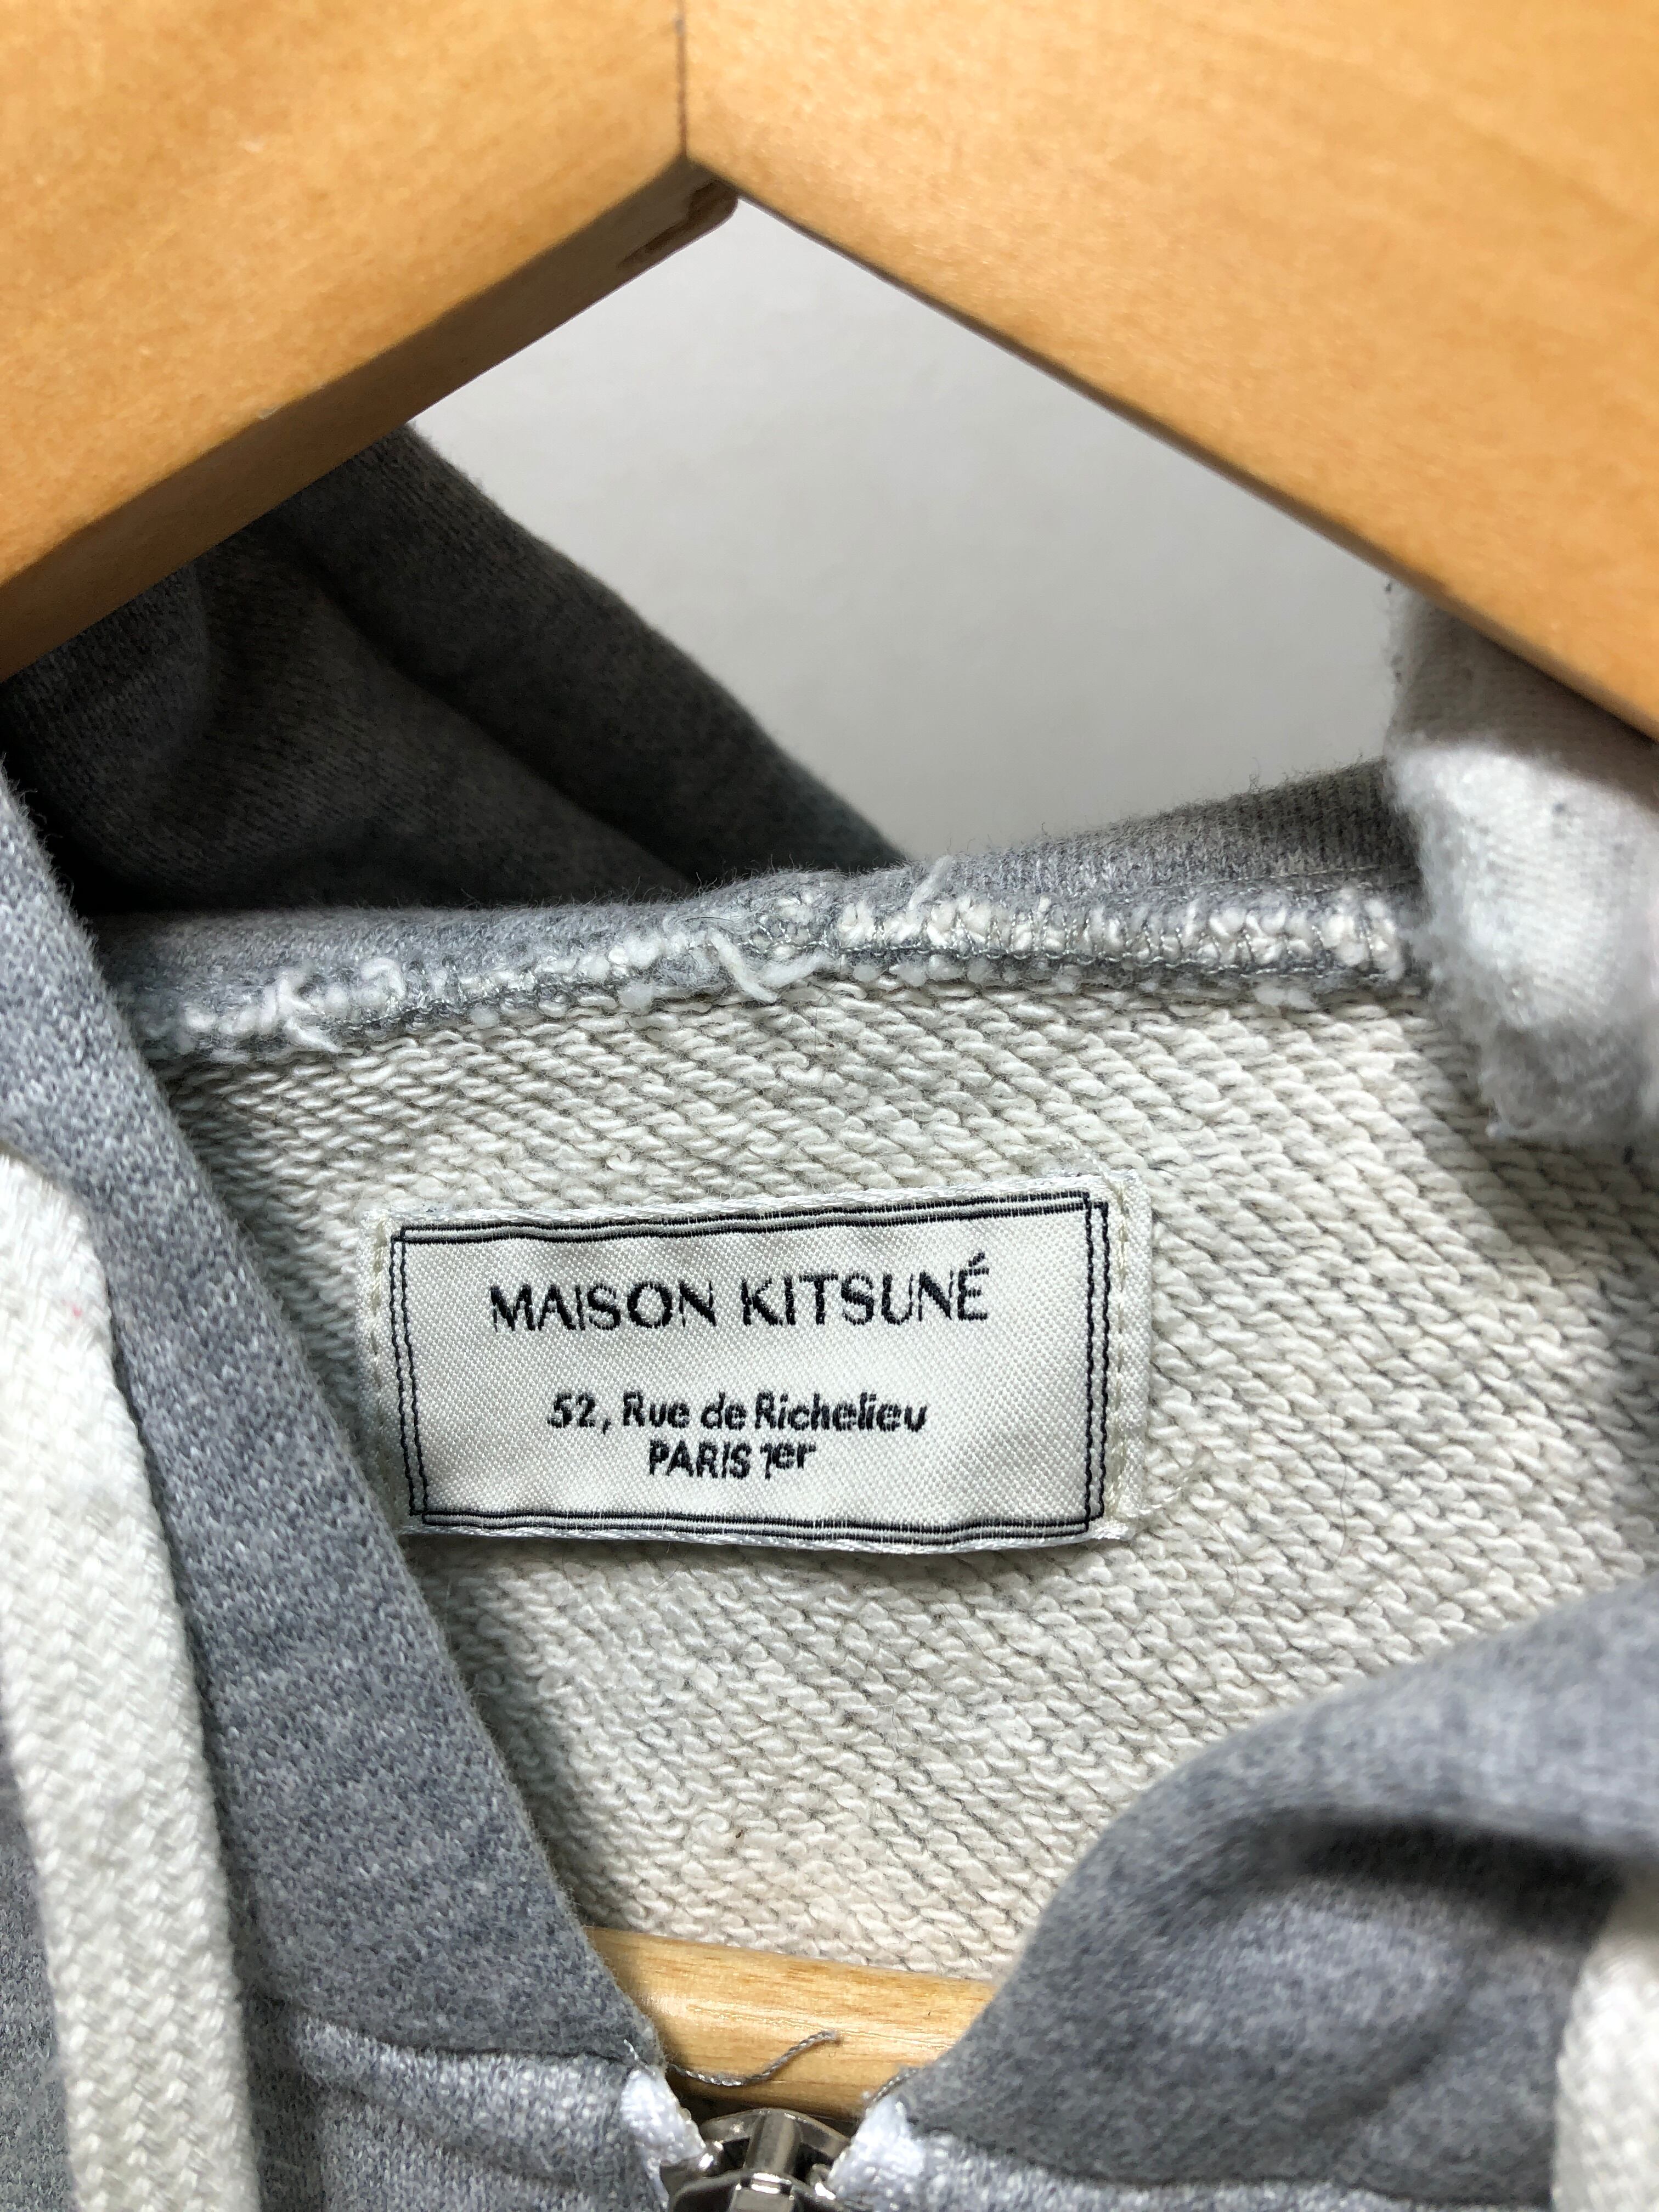 MAISON KITSUNÉ
52, Rue de Richelieu
PARIS 1er